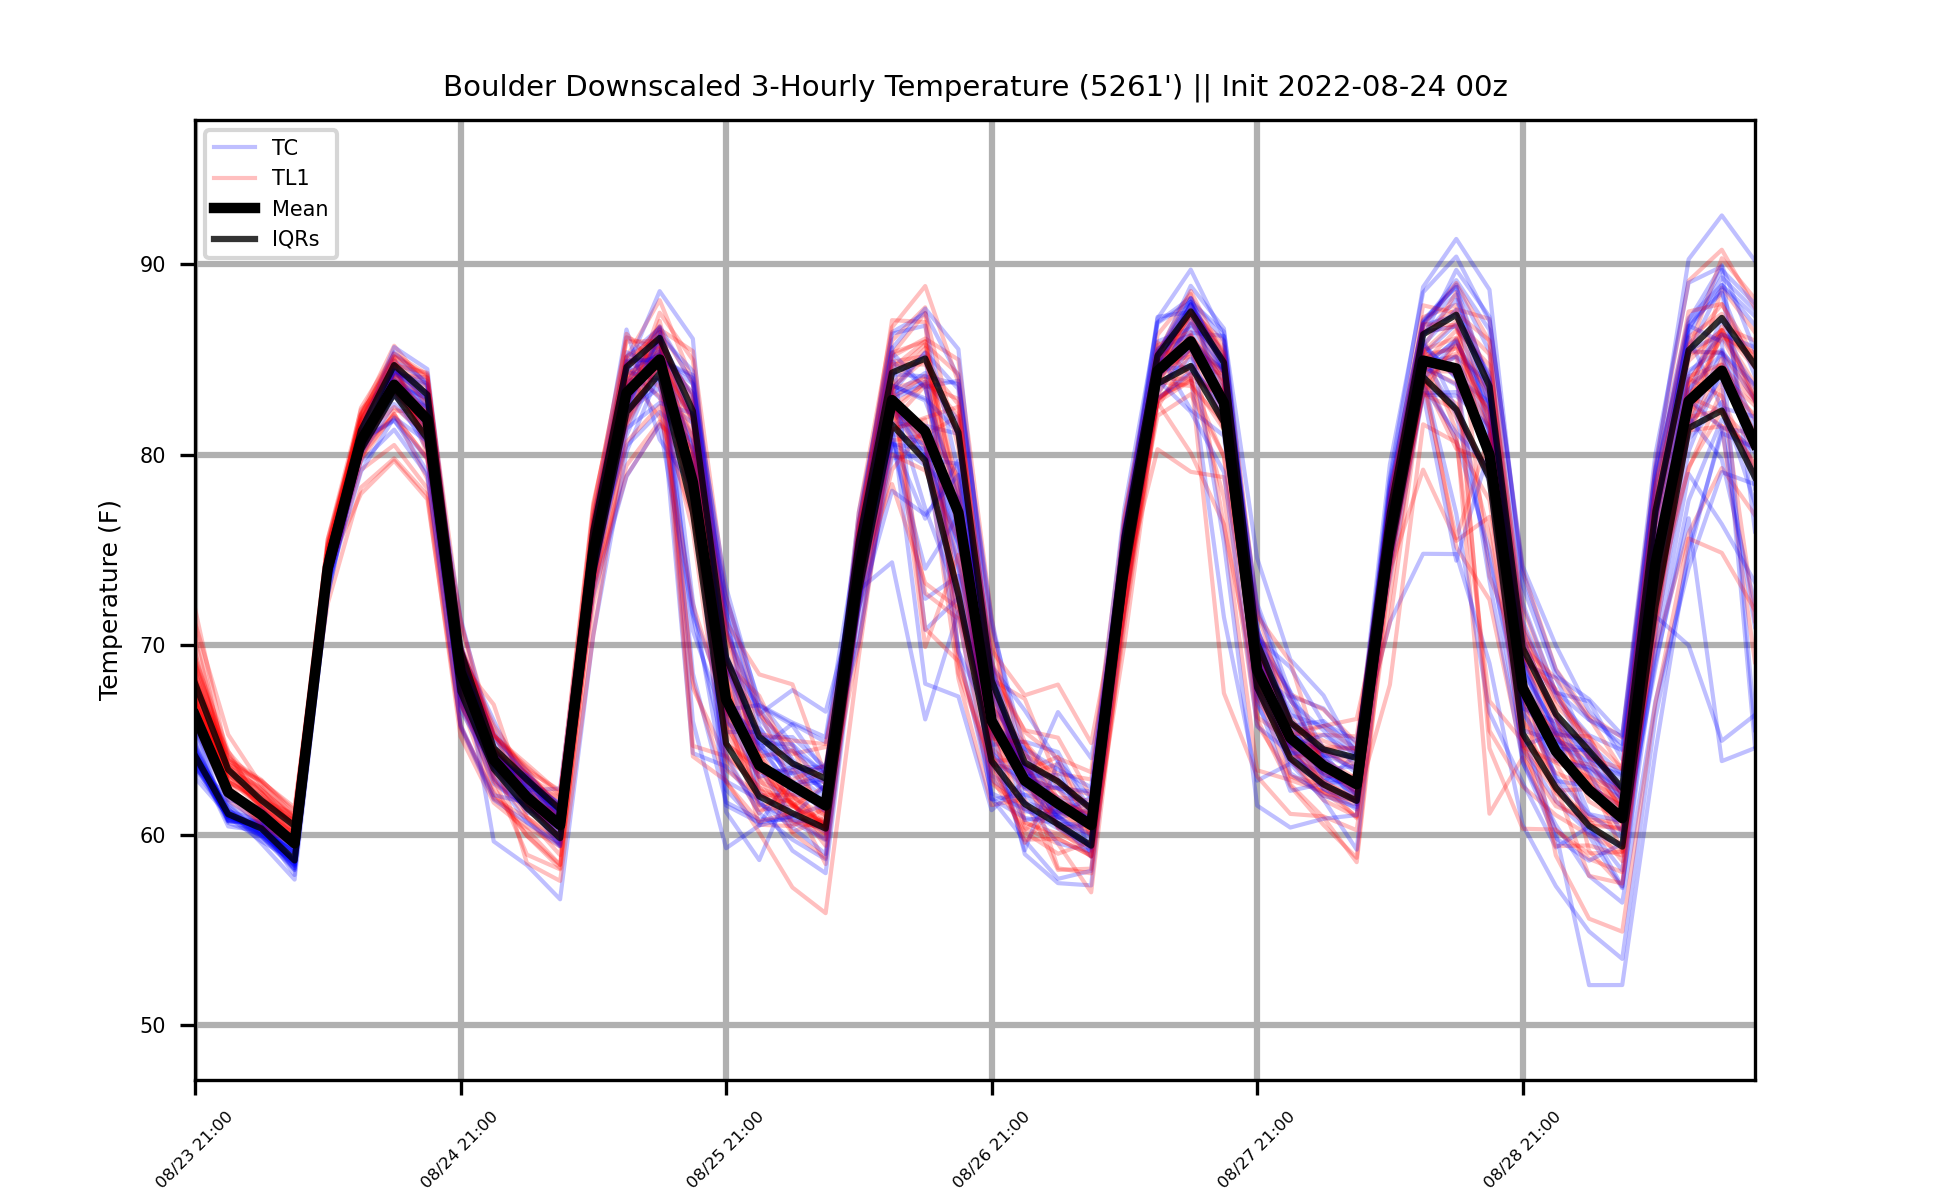 Boulder Downscaled 3-Hourly Temperature (5261') || Init 2022-08-24 00z
TC
TL1
Mean
IQRs
Temperature (F)
90
80
70
60
50
08/23 21:00
08/24 21:00
08/25 21:00
08/26 21:00
08/27 21:00
08/28 21:00